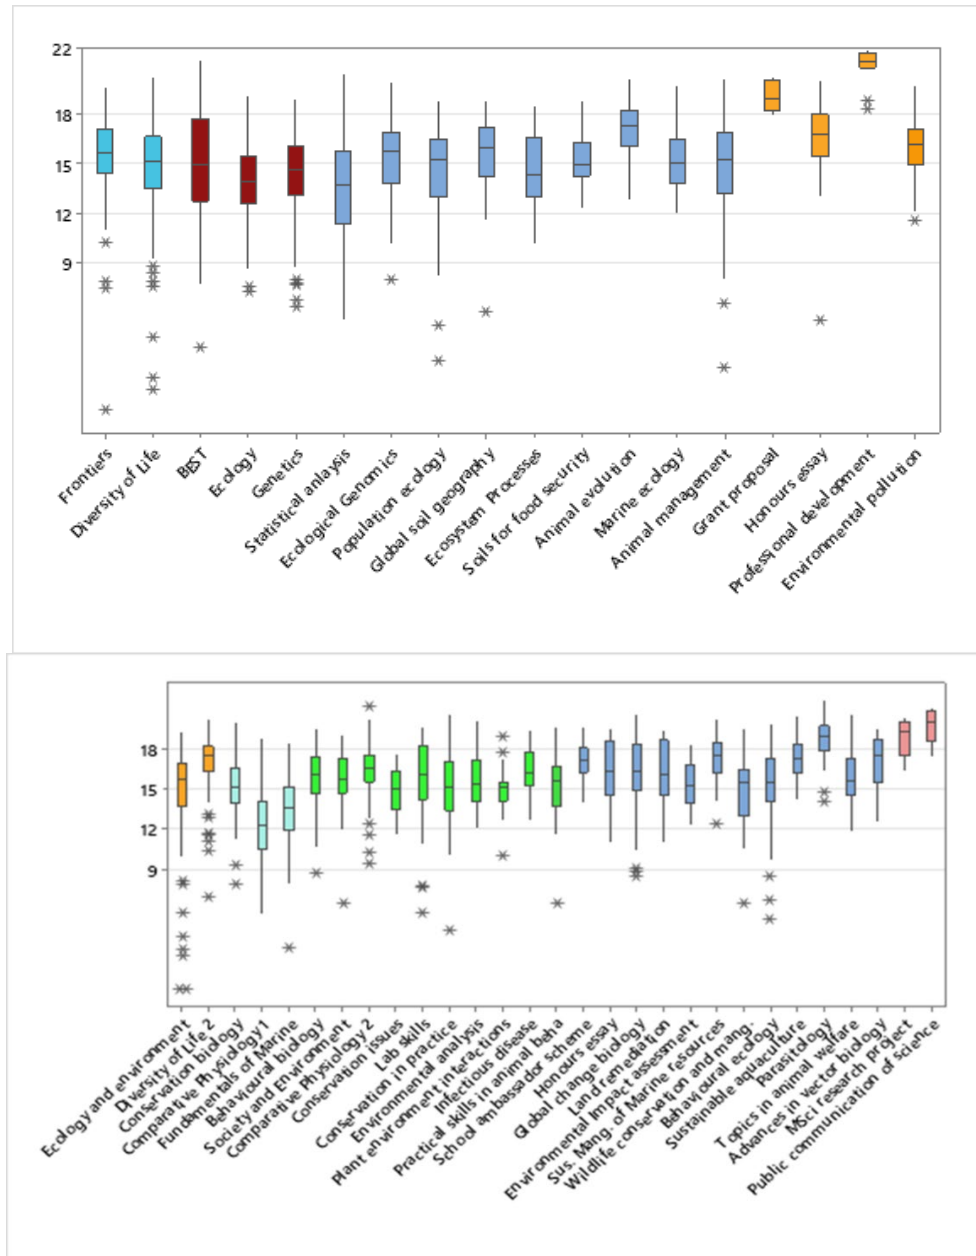 22
18
15
12
9
Frontiers
Diversity of Life
BeST
Ecology
Genetics
Statistical anlaysis
Ecological Genomics
Population ecology
Global soil geography
Ecosystem Processes
Soils for food security
Animal evolution
Marine ecology
Animal management
Grant proposal
Honours essay
Professional development
Environmental pollution
18
15
12
9
Ecology and environment
Diversity of Life 2
Conservation biology
Comparative Physiology1
Fundamentals of Marine
Behavioural biology
Society and Environment
Comparative Physiology 2
Conservation issues
Lab skills
Conservation in practice
Environmental analysis
Plant environment interactions
Infectious disease
Practical skills in animal beha
School ambassador scheme
Honours essay
Global change biology
Land remediation
Environmental Impact assessment
Sus. Mang. of Marine resources
Wildlife conservation and mang.
Behavioural ecology
Sustainable aquaculture
Parasitology
Topics in animal welfare
Advances in vector biology
MSci research project
Public communication of science